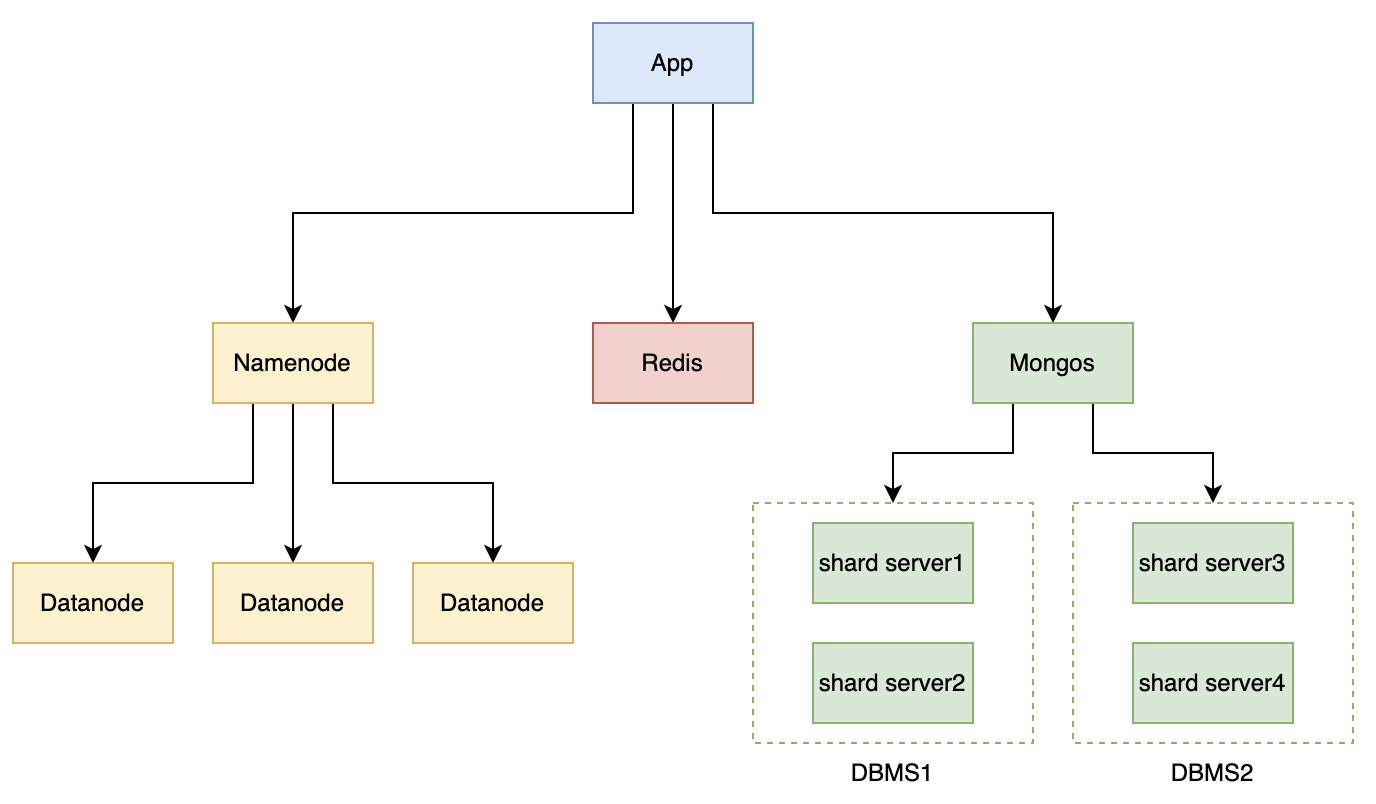 App
Namenode
Redis
Mongos
Datanode
Datanode
Datanode
shard server1
shard server2
DBMS1
shard server3
shard server4
DBMS2